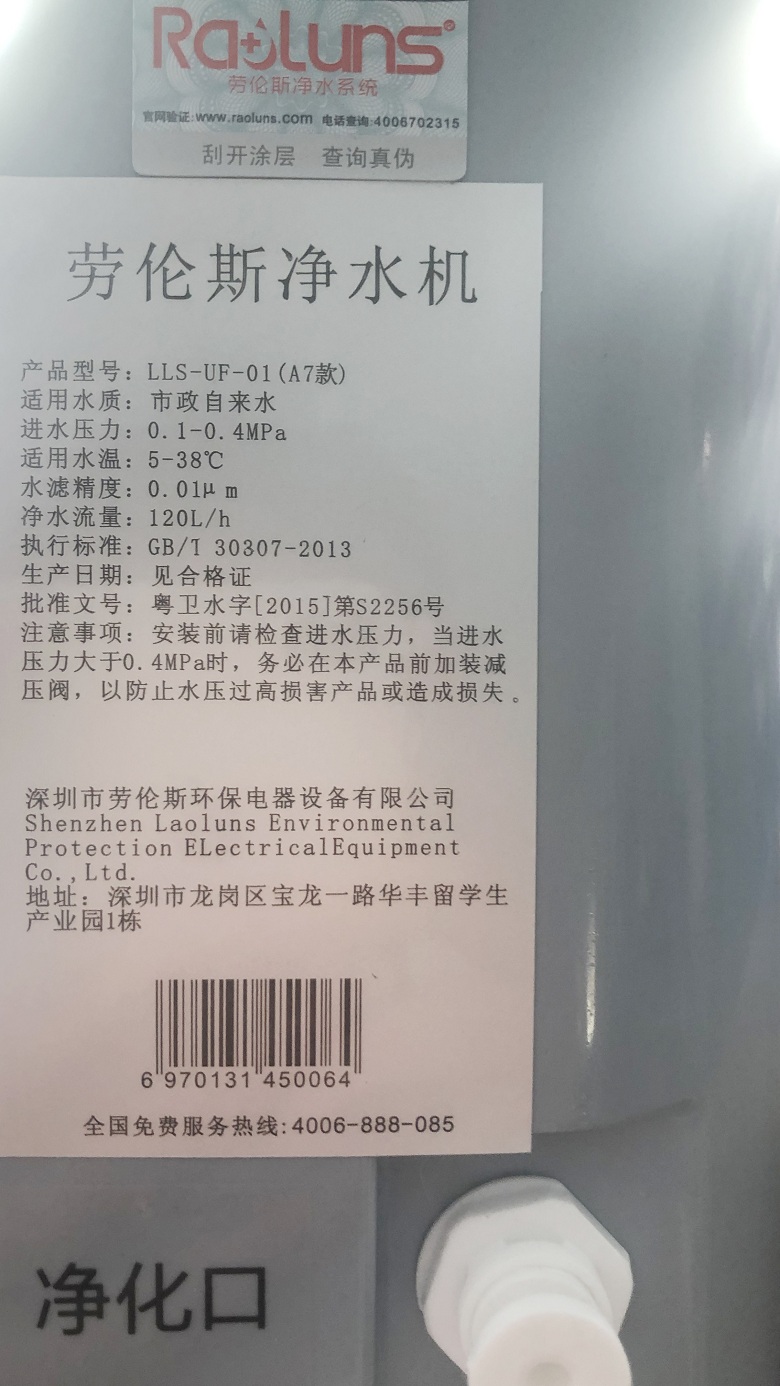 Raoluns®
劳伦斯净水系统
官网验证:www.raoluns.com 电话查询:4006702315
刮开涂层 查询真伪
劳伦斯净水机
产品型号：LLS-UF-01(A7款)
适用水质：市政自来水
进水压力：0.1-0.4MPa
适用水温：5-38℃
水滤精度：0.01μm
净水流量：120L/h
执行标准：GB/T 30307-2013
生产日期：见合格证
批准文号：粤卫水字[2015]第S2256号
注意事项：安装前请检查进水压力，当进水
压力大于0.4MPa时，务必在本产品前加装减
压阀，以防止水压过高损害产品或造成损失。
深圳市劳伦斯环保电器设备有限公司
Shenzhen Laoluns Environmental
Protection ELectricalEquipment
Co.,Ltd.
地址：深圳市龙岗区宝龙一路华丰留学生
产业园1栋
6 970131 450064
全国免费服务热线:4006-888-085
净化口